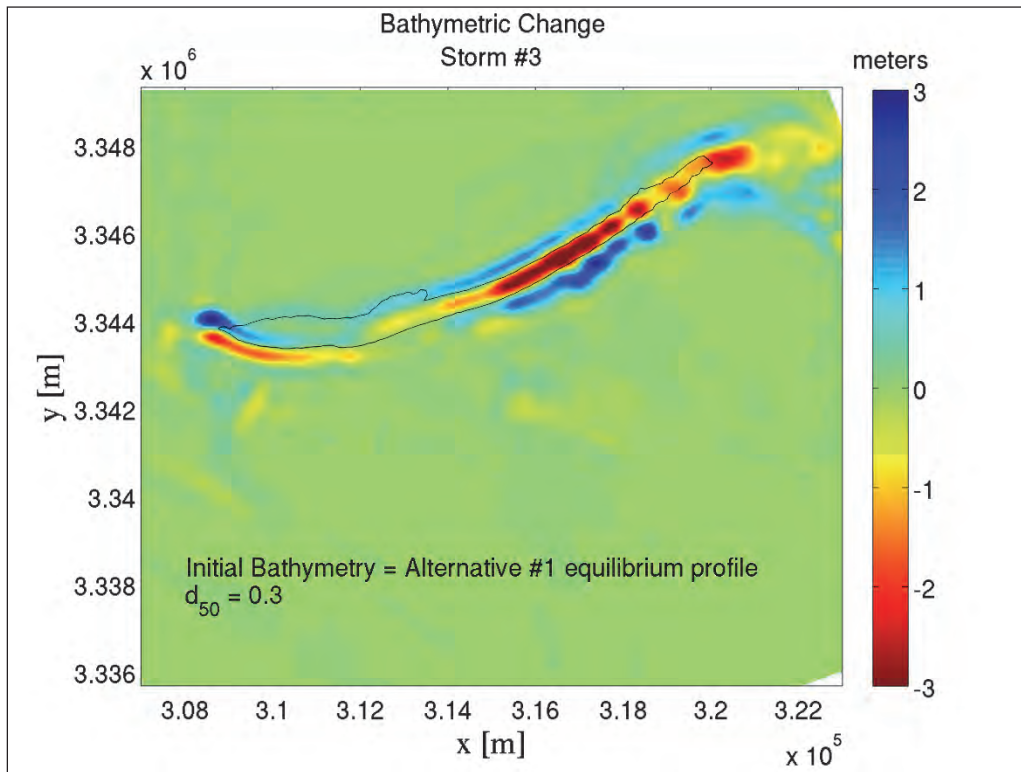 Bathymetric Change
Storm #3
x 10^6
meters
3.348
3.346
3.344
3.342
3.34
3.338
3.336
y [m]
3
2
1
0
-1
-2
-3
Initial Bathymetry = Alternative #1 equilibrium profile
d_50 = 0.3
3.08 3.1 3.12 3.14 3.16 3.18 3.2 3.22
x [m]
x 10^5